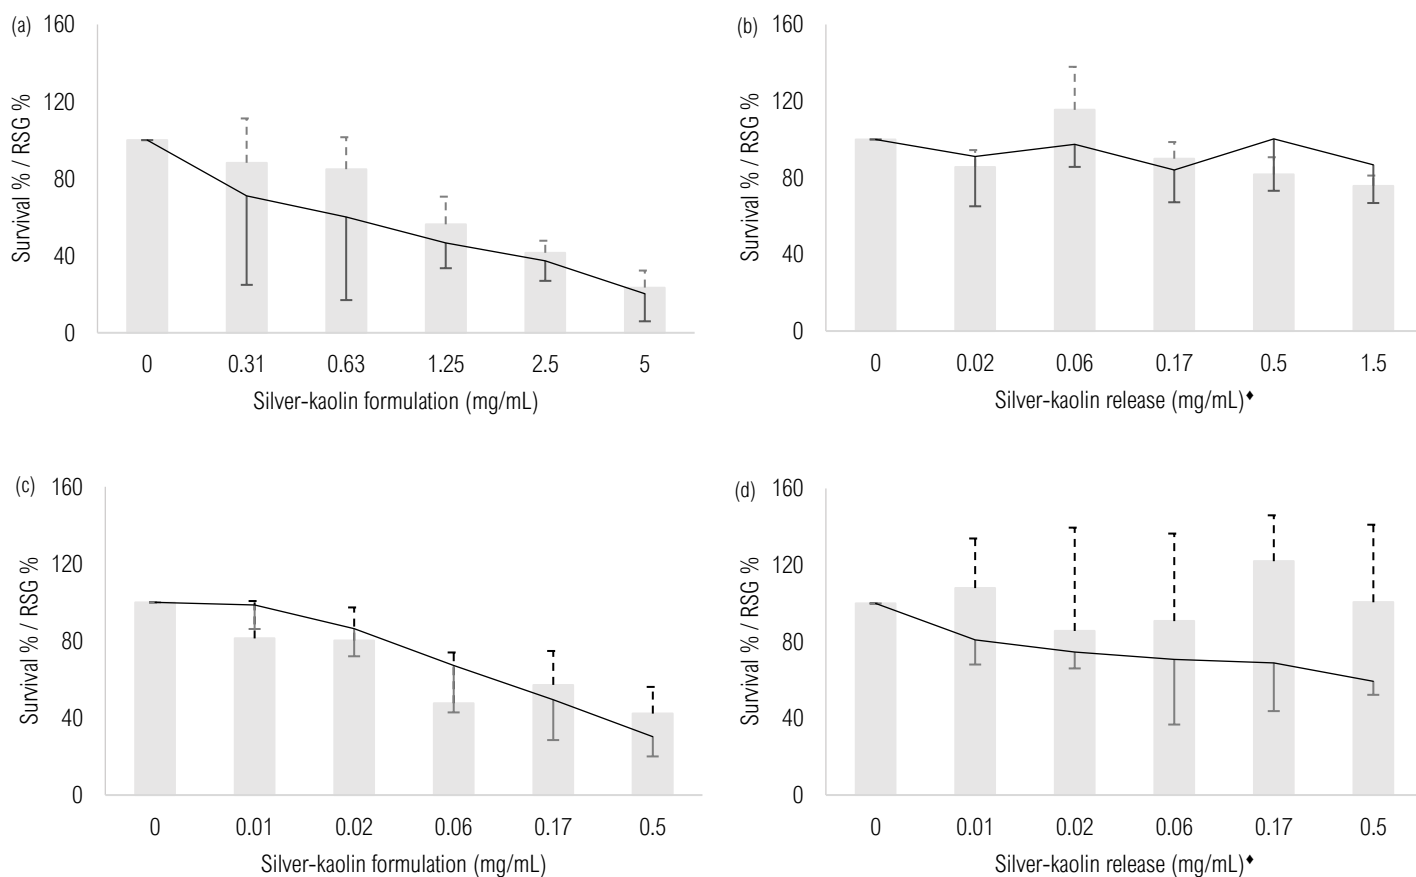 (a)
160
120
80
40
0
Survival % / RSG %
0 0.31 0.63 1.25 2.5 5
Silver-kaolin formulation (mg/mL)
(b)
160
120
80
40
0
Survival % / RSG %
0 0.02 0.06 0.17 0.5 1.5
Silver-kaolin release (mg/mL)♦
(c)
160
120
80
40
0
Survival % / RSG %
0 0.01 0.02 0.06 0.17 0.5
Silver-kaolin formulation (mg/mL)
(d)
160
120
80
40
0
Survival % / RSG %
0 0.01 0.02 0.06 0.17 0.5
Silver-kaolin release (mg/mL)♦